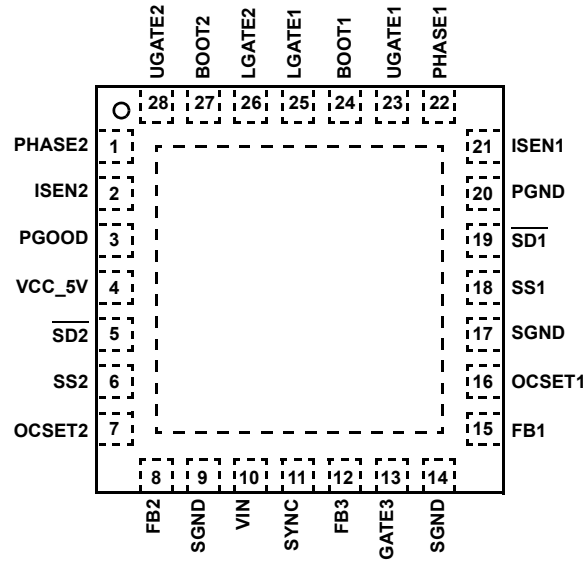 UGATE2
BOOT2
LGATE2
LGATE1
BOOT1
UGATE1
PHASE1
28
27
26
25
24
23
22
PHASE2 1
ISEN2 2
PGOOD 3
VCC_5V 4
SD2 5
SS2 6
OCSET2 7
21 ISEN1
20 PGND
19 SD1
18 SS1
17 SGND
16 OCSET1
15 FB1
8
9
10
11
12
13
14
FB2
SGND
VIN
SYNC
FB3
GATE3
SGND